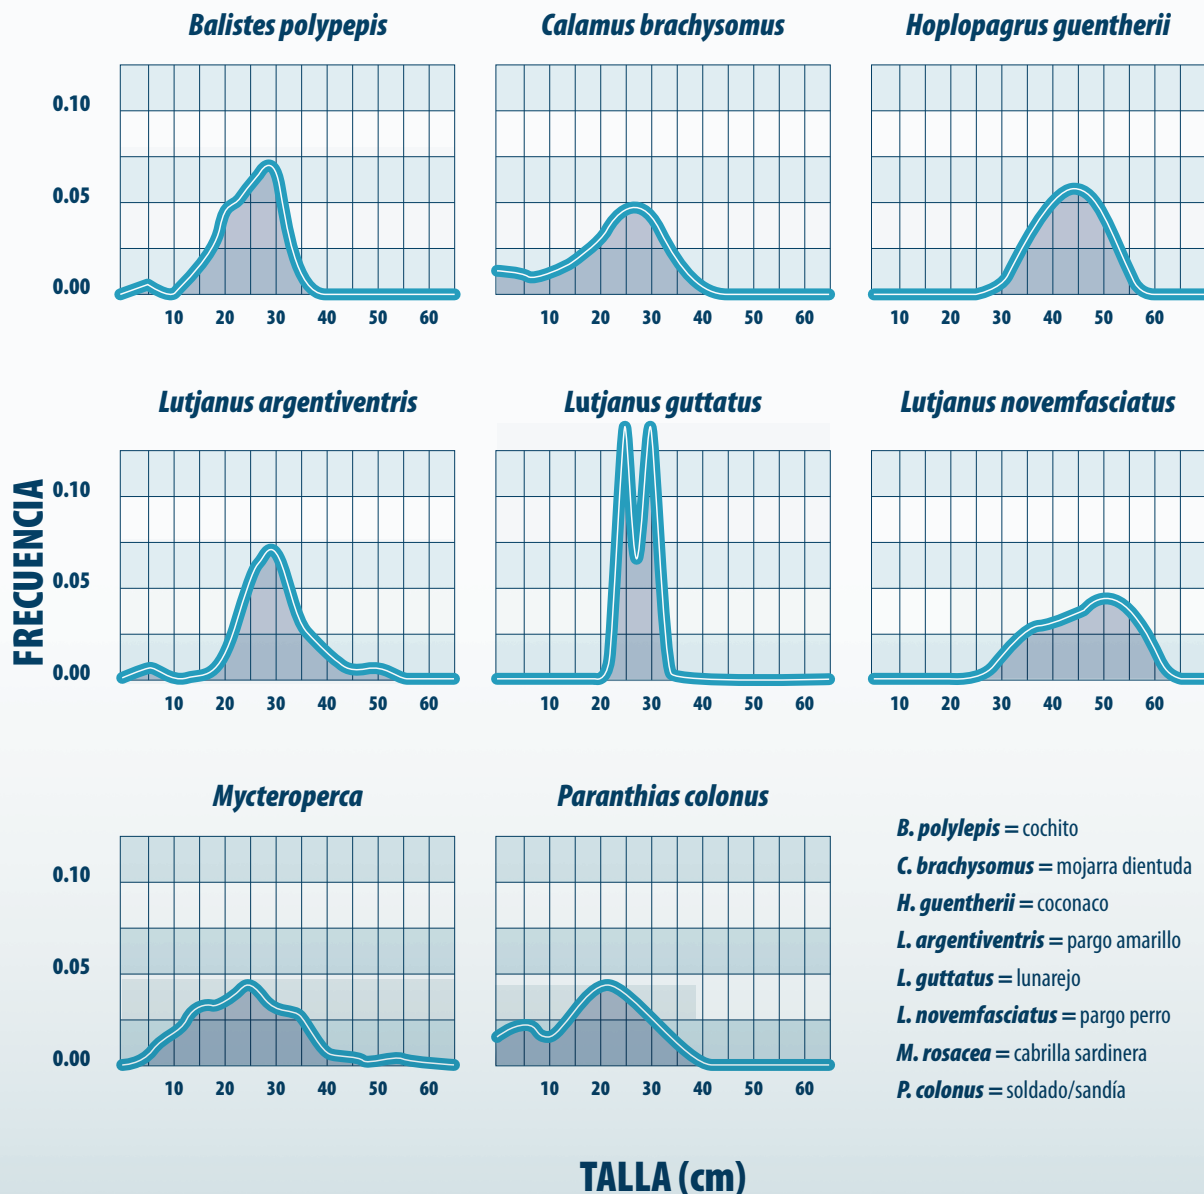 Balistes polypepis
Calamus brachysomus
Hoplopagrus guentherii
0.10
0.05
0.00
10 20 30 40 50 60
10 20 30 40 50 60
10 20 30 40 50 60
Lutjanus argentiventris
Lutjanus guttatus
Lutjanus novemfasciatus
FRECUENCIA
0.10
0.05
0.00
10 20 30 40 50 60
10 20 30 40 50 60
10 20 30 40 50 60
Mycteroperca
Paranthias colonus
0.10
0.05
0.00
10 20 30 40 50 60
10 20 30 40 50 60
B. polylepis = cochito
C. brachysomus = mojarra dientuda
H. guentherii = coconaco
L. argentiventris = pargo amarillo
L. guttatus = lunarejo
L. novemfasciatus = pargo perro
M. rosacea = cabrilla sardinera
P. colonus = soldado/sandía
TALLA (cm)